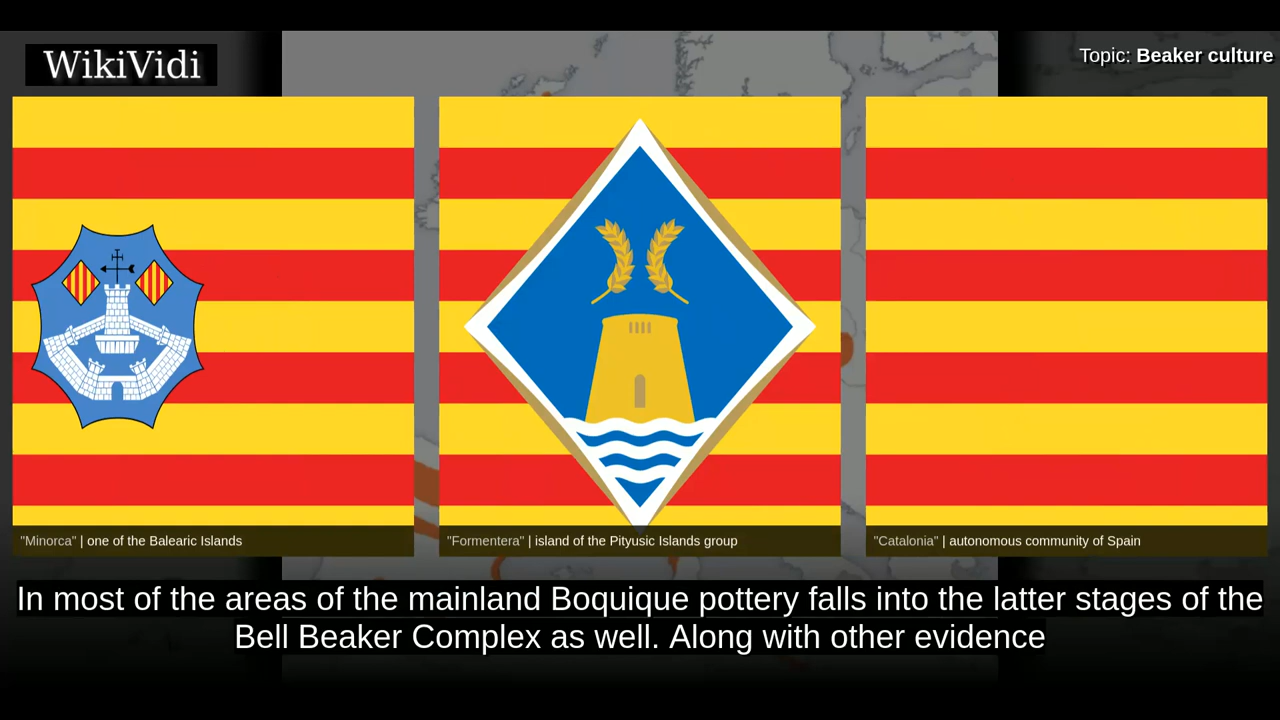 WikiVidi
Topic: Beaker culture
"Minorca" | one of the Balearic Islands
"Formentera" | island of the Pityusic Islands group
"Catalonia" | autonomous community of Spain
In most of the areas of the mainland Boquique pottery falls into the latter stages of the
Bell Beaker Complex as well. Along with other evidence